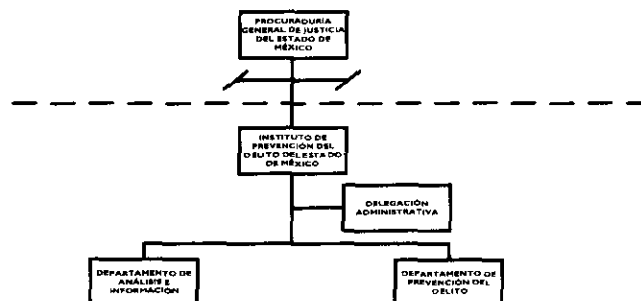 PROCURADURÍA
GENERAL DE JUSTICIA
DEL ESTADO DE
MÉXICO
INSTITUTO DE
PREVENCIÓN DEL
DELITO DEL ESTADO
DE MÉXICO
DELEGACIÓN
ADMINISTRATIVA
DEPARTAMENTO DE
ANÁLISIS E
INFORMACIÓN
DEPARTAMENTO DE
PREVENCIÓN DEL
DELITO